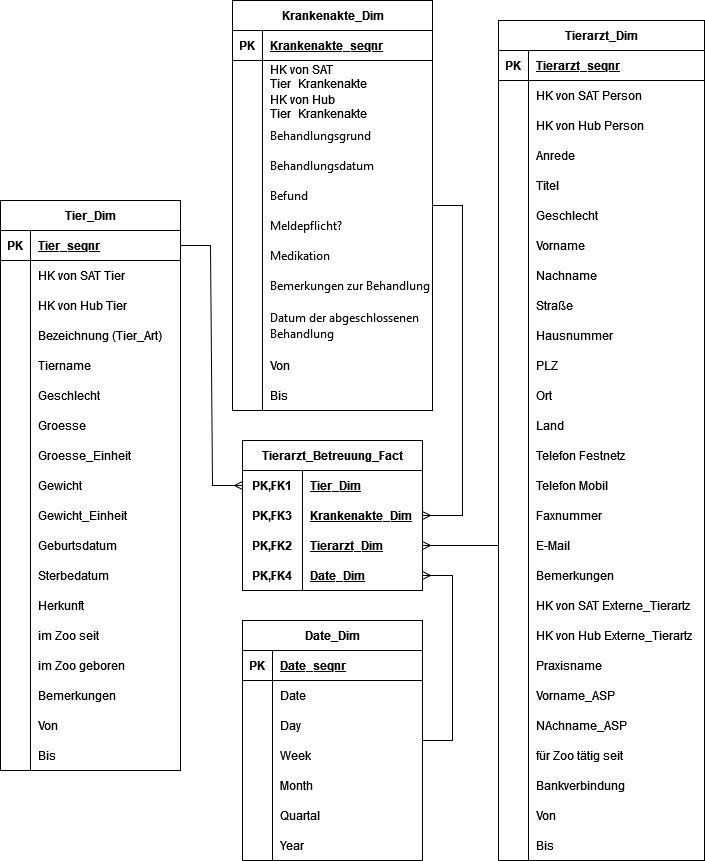 Krankenakte_Dim
PK Krankenakte_seqnr
HK von SAT
Tier Krankenakte
HK von Hub
Tier Krankenakte
Behandlungsgrund
Behandlungsdatum
Befund
Meldepflicht?
Medikation
Bemerkungen zur Behandlung
Datum der abgeschlossenen
Behandlung
Von
Bis
Tierarzt_Dim
PK Tierarzt_seqnr
HK von SAT Person
HK von Hub Person
Anrede
Titel
Geschlecht
Vorname
Nachname
Straße
Hausnummer
PLZ
Ort
Land
Telefon Festnetz
Telefon Mobil
Faxnummer
E-Mail
Bemerkungen
HK von SAT Externe_Tierartz
HK von Hub Externe_Tierartz
Praxisname
Vorname_ASP
NAchname_ASP
für Zoo tätig seit
Bankverbindung
Von
Bis
Tier_Dim
PK Tier_seqnr
HK von SAT Tier
HK von Hub Tier
Bezeichnung (Tier_Art)
Tiername
Geschlecht
Groesse
Groesse_Einheit
Gewicht
Gewicht_Einheit
Geburtsdatum
Sterbedatum
Herkunft
im Zoo seit
im Zoo geboren
Bemerkungen
Von
Bis
Tierarzt_Betreuung_Fact
PK,FK1 Tier_Dim
PK,FK3 Krankenakte_Dim
PK,FK2 Tierarzt_Dim
PK,FK4 Date_Dim
Date_Dim
PK Date_seqnr
Date
Day
Week
Month
Quartal
Year